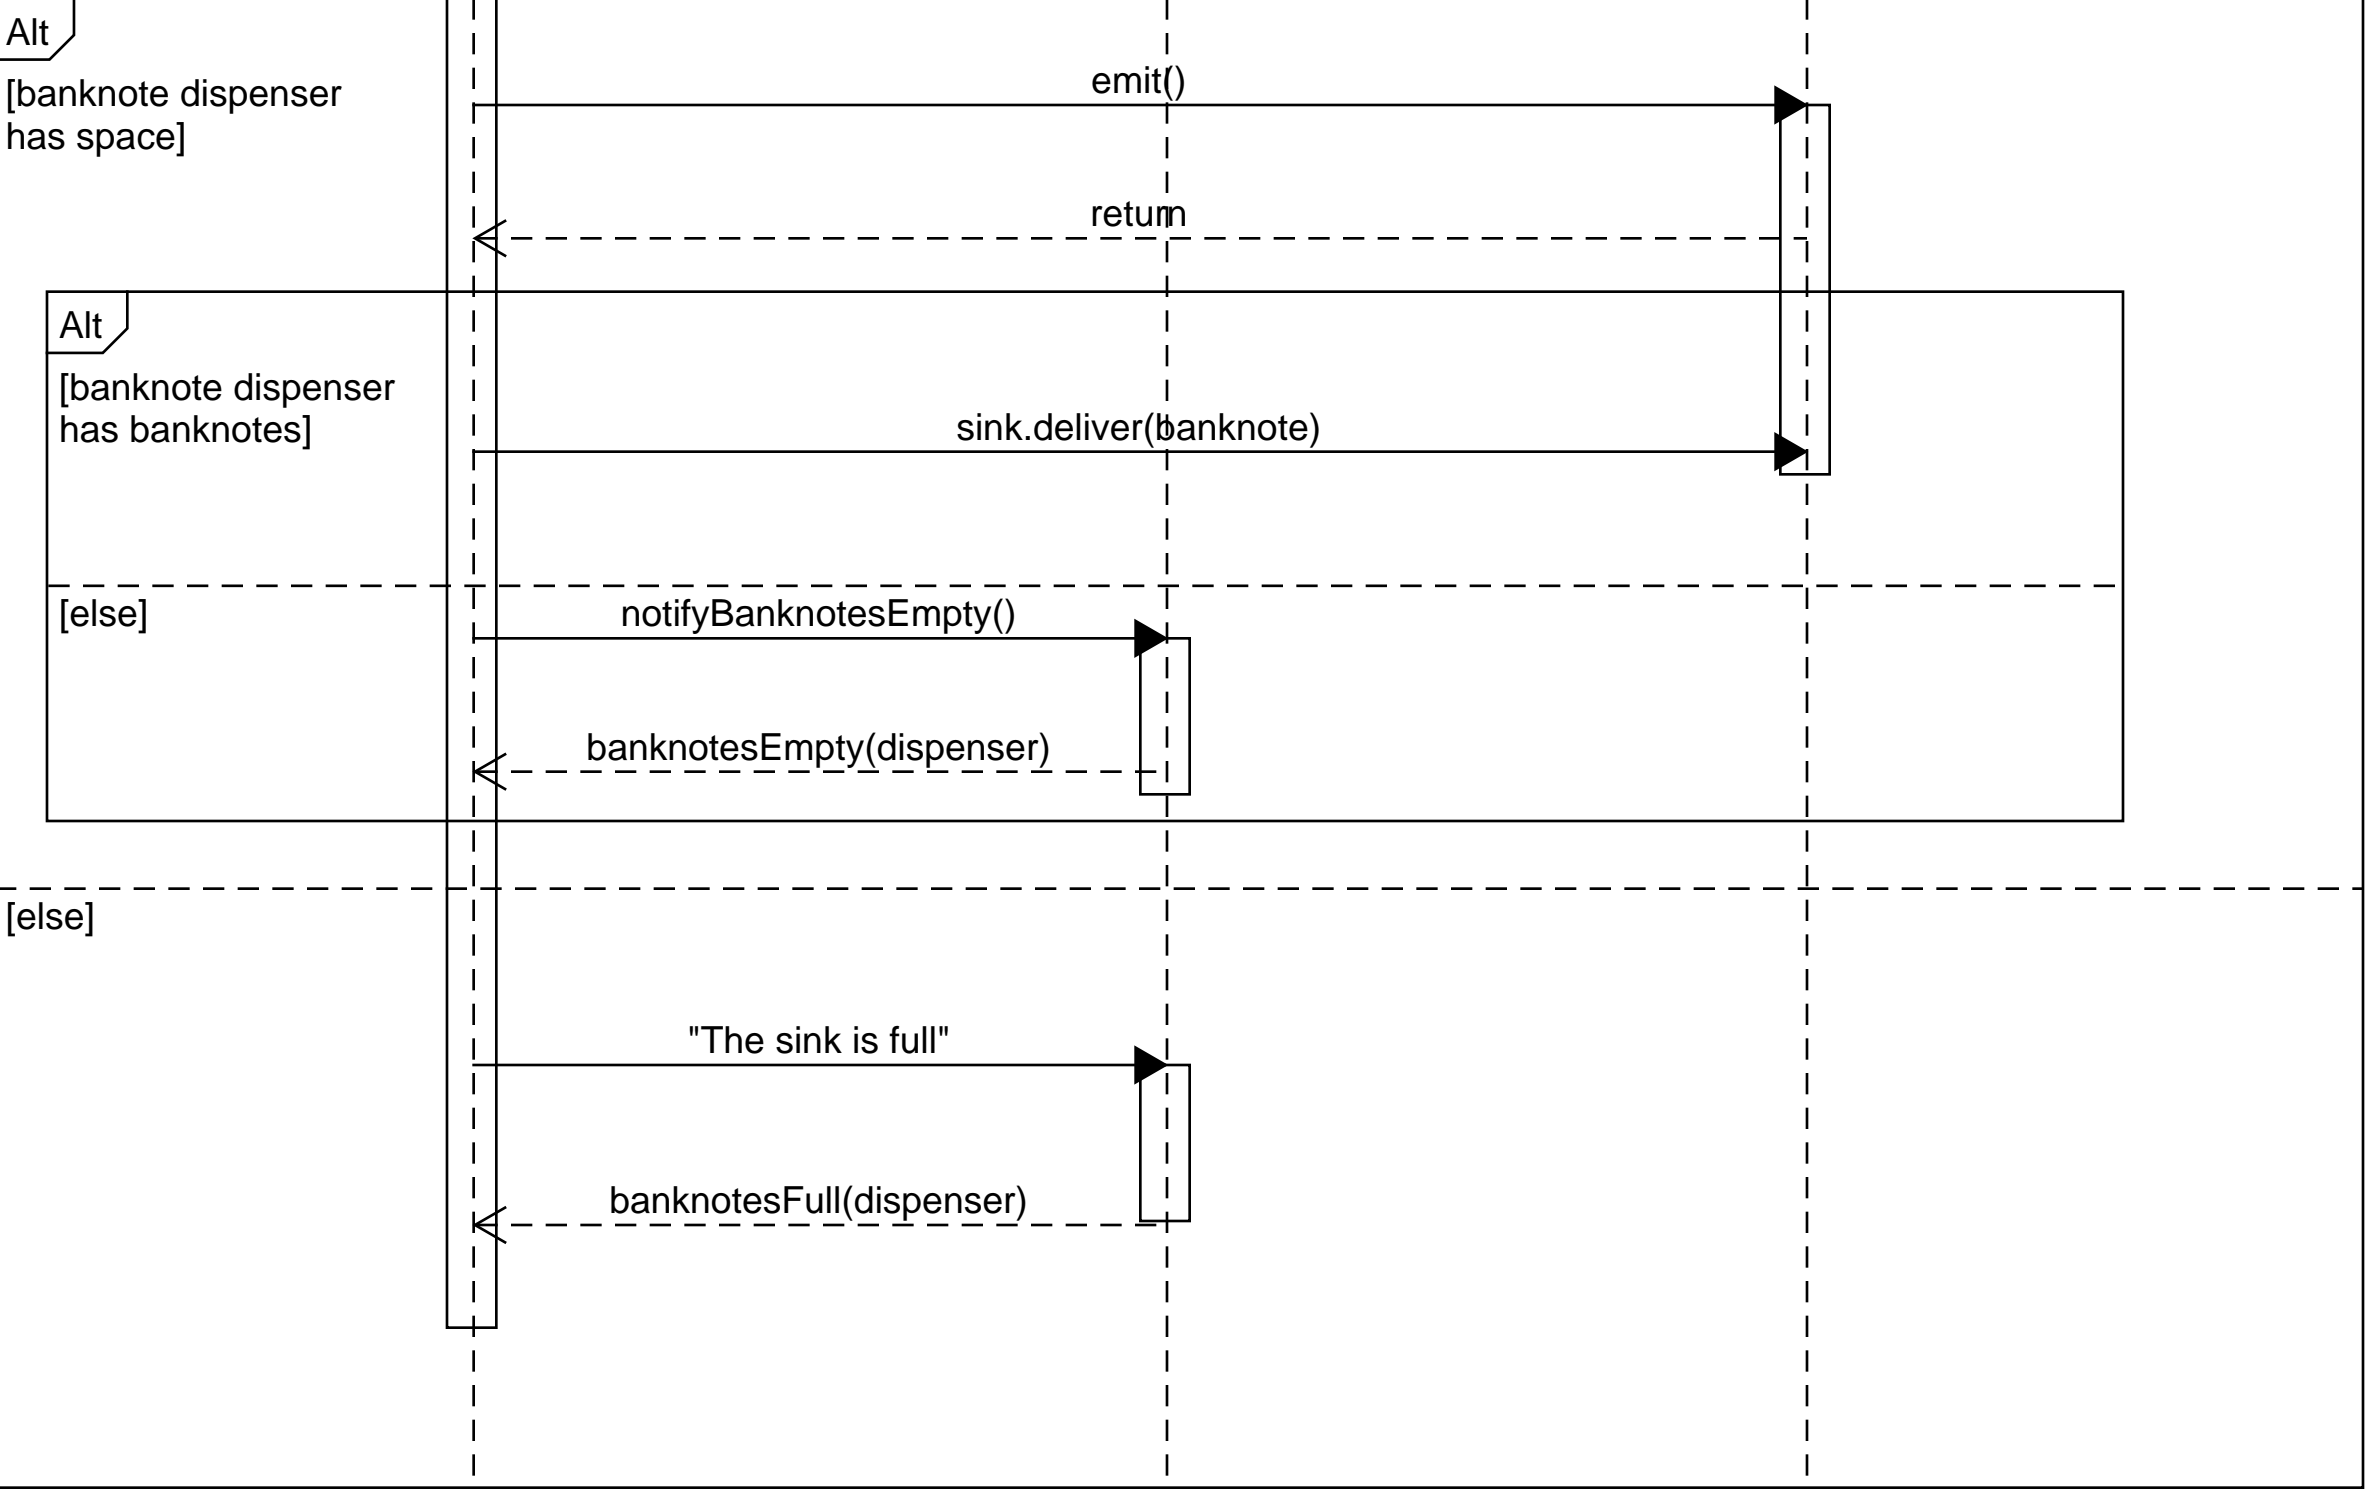 Alt
[banknote dispenser
has space]
emit()
return
Alt
[banknote dispenser
has banknotes]
sink.deliver(banknote)
[else]
notifyBanknotesEmpty()
banknotesEmpty(dispenser)
[else]
"The sink is full"
banknotesFull(dispenser)